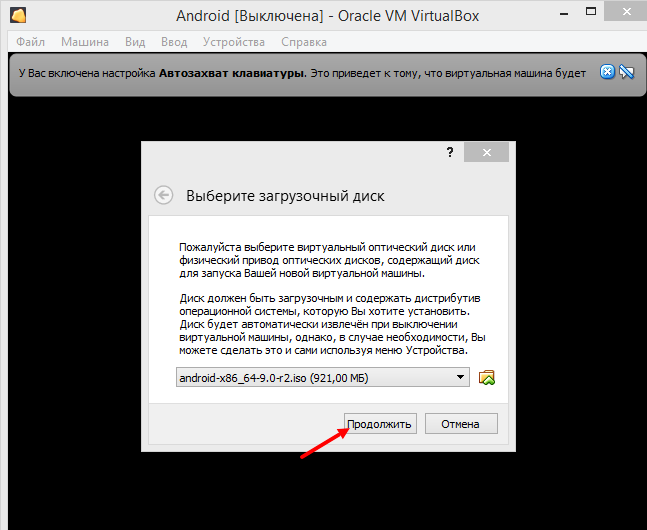 Android [Выключена] - Oracle VM VirtualBox
Файл Машина Вид Ввод Устройства Справка
У Вас включена настройка Автозахват клавиатуры. Это приведет к тому, что виртуальная машина будет
?
Выберите загрузочный диск
Пожалуйста выберите виртуальный оптический диск или
физический привод оптических дисков, содержащий диск
для запуска Вашей новой виртуальной машины.
Диск должен быть загрузочным и содержать дистрибутив
операционной системы, которую Вы хотите установить.
Диск будет автоматически извлечён при выключении
виртуальной машины, однако, в случае необходимости, Вы
можете сделать это и сами используя меню Устройства.
android-x86_64-9.0-r2.iso (921,00 МБ)
Продолжить Отмена